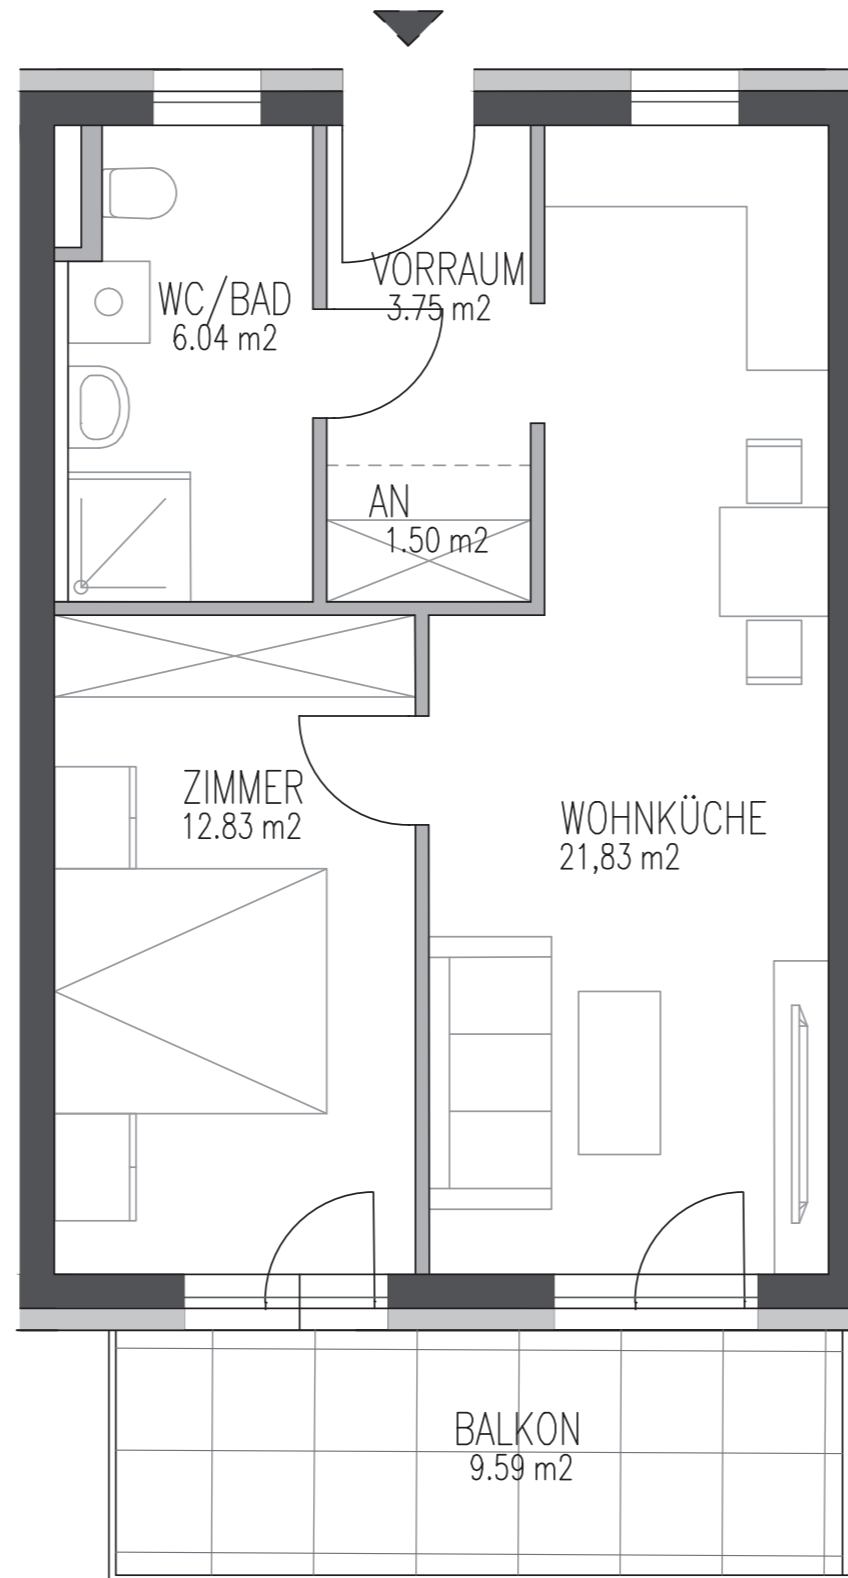 VORRAUM
3.75 m2
WC/BAD
6.04 m2
AN
1.50 m2
ZIMMER
12.83 m2
WOHNKÜCHE
21,83 m2
BALKON
9.59 m2